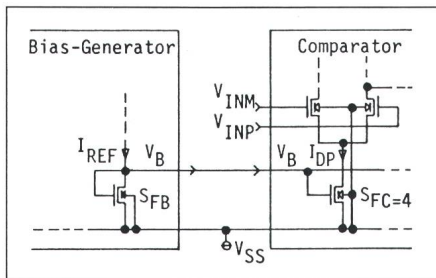 Bias-Generator
Comparator
V_INM
V_INP
I_REF
V_B
V_B
I_DP
S_FB
S_FC=4
V_SS